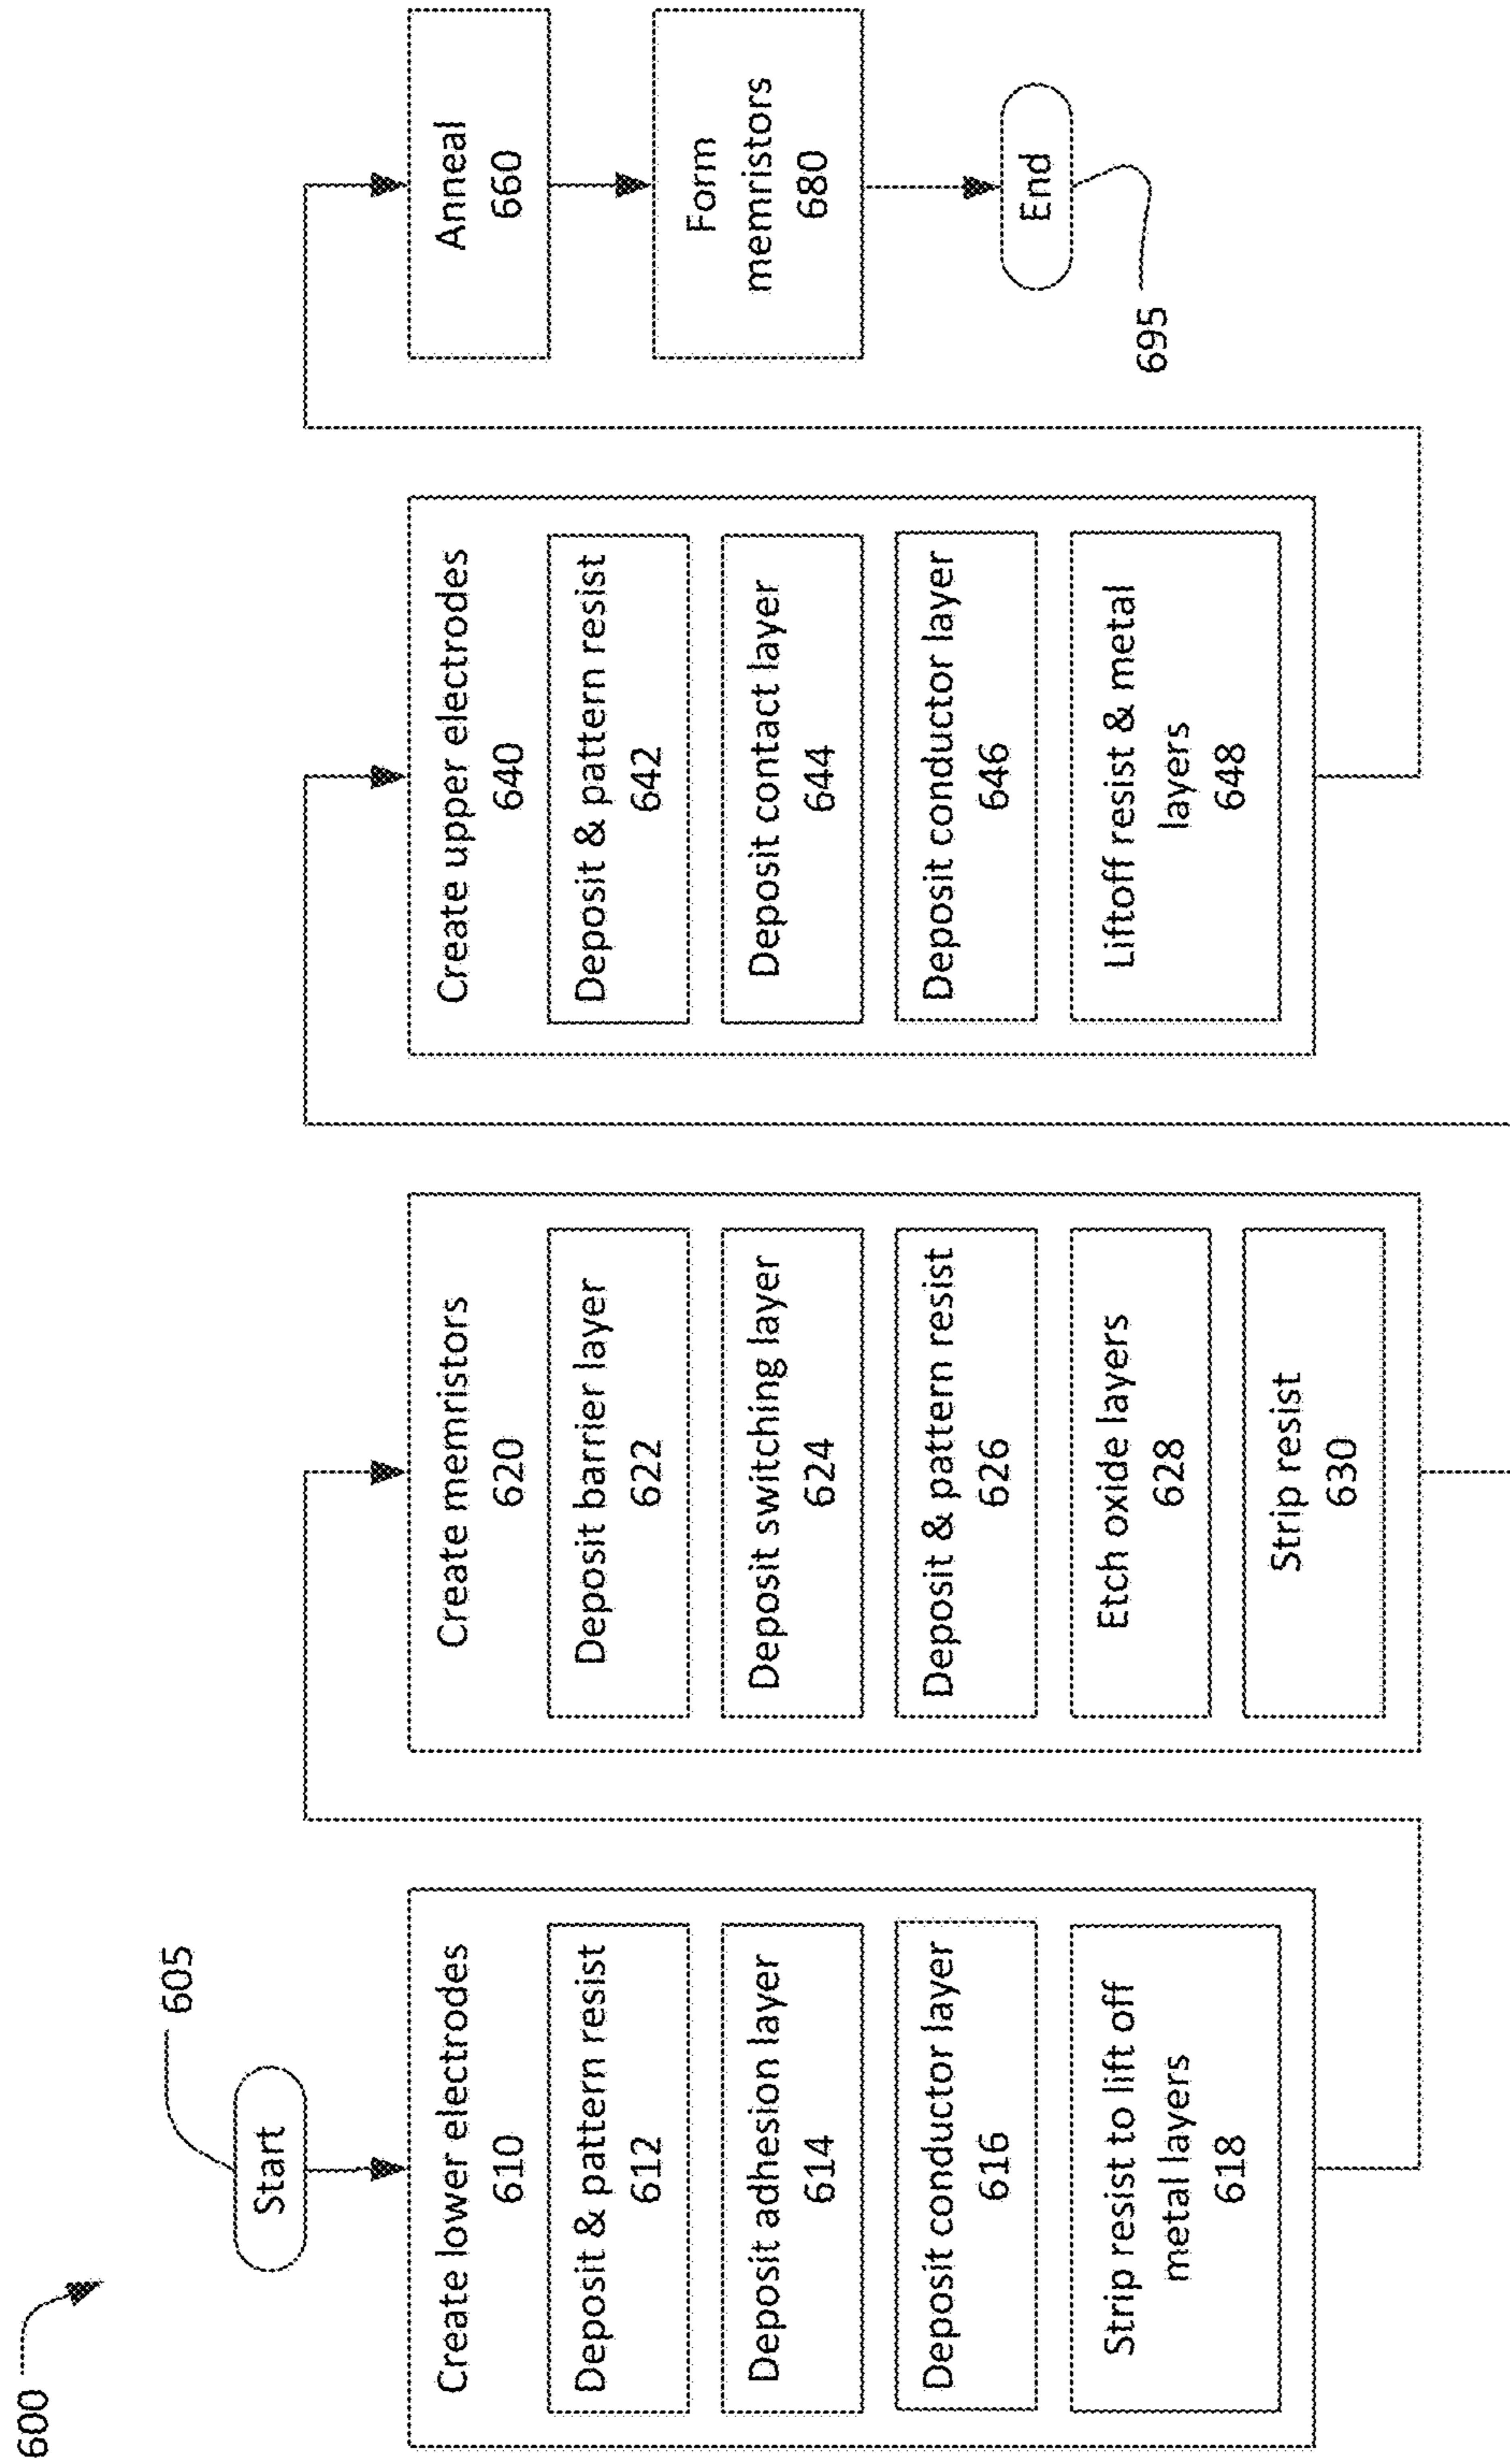 600
605
Start
Create lower electrodes
610
Deposit & pattern resist
612
Deposit adhesion layer
614
Deposit conductor layer
616
Strip resist to lift off
metal layers
618
Create memristors
620
Deposit barrier layer
622
Deposit switching layer
624
Deposit & pattern resist
626
Etch oxide layers
628
Strip resist
630
Create upper electrodes
640
Deposit & pattern resist
642
Deposit contact layer
644
Deposit conductor layer
646
Liftoff resist & metal
layers
648
Anneal
660
Form
memristors
680
End
695